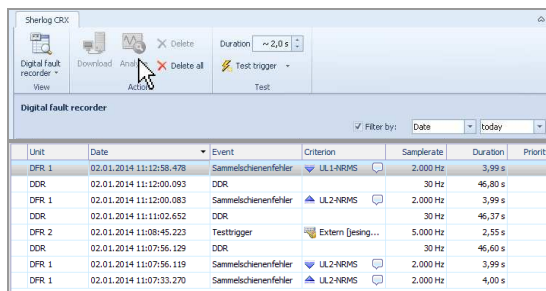 Sherlog CRX
Digital fault recorder
Download
Analyse
Delete
Delete all
Duration ~ 2,0 s
Test trigger
View
Actions
Test
Digital fault recorder
Filter by: Date today
Unit Date Event Criterion Samplerate Duration Priorit
DFR 1 02.01.2014 11:12:58.478 Sammelschienenfehler UL1-NRMS 2.000 Hz 3,99 s
DDR 02.01.2014 11:12:00.093 DDR 30 Hz 46,80 s
DFR 1 02.01.2014 11:12:00.083 Sammelschienenfehler UL2-NRMS 2.000 Hz 3,99 s
DDR 02.01.2014 11:11:02.652 DDR 30 Hz 46,37 s
DFR 2 02.01.2014 11:08:45.223 Testtrigger Extern [jesing... 5.000 Hz 2,55 s
DDR 02.01.2014 11:07:56.129 DDR 30 Hz 46,60 s
DFR 1 02.01.2014 11:07:56.119 Sammelschienenfehler UL2-NRMS 2.000 Hz 3,99 s
DFR 1 02.01.2014 11:07:33.270 Sammelschienenfehler UL2-NRMS 2.000 Hz 4,00 s